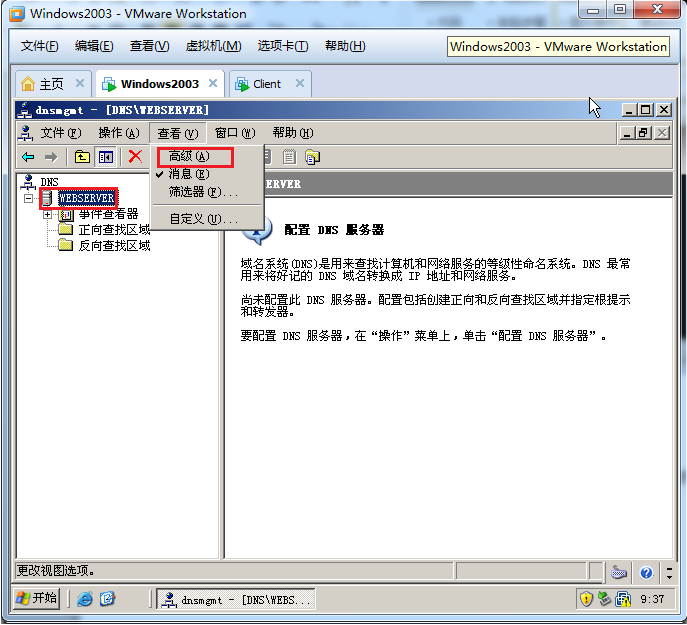 Windows2003 - VMware Workstation
文件(F) 编辑(E) 查看(V) 虚拟机(M) 选项卡(T) 帮助(H)
Windows2003 - VMware Workstation
主页 Windows2003 Client
dnsmgmt - [DNS\WEBSERVER]
文件(F) 操作(A) 查看(V) 窗口(W) 帮助(H)
高级(A)
消息(E)
筛选器(F)...
自定义(U)...
DNS
WEBSERVER
事件查看器
正向查找区域
反向查找区域
ERVER
配置 DNS 服务器
域名系统(DNS)是用来查找计算机和网络服务的等级性命名系统。DNS 最常
用来将好记的 DNS 域名转换成 IP 地址和网络服务。
尚未配置此 DNS 服务器。配置包括创建正向和反向查找区域并指定根提示
和转发器。
要配置 DNS 服务器，在“操作”菜单上，单击“配置 DNS 服务器”。
更改视图选项。
开始 dnsmgmt - [DNS\WEBS... 9:37